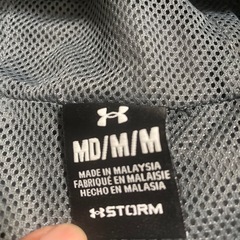 MD/M/M
MADE IN MALAYSIA
FABRIQUÉ EN MALAISIE
HECHO EN MALASIA
STORM